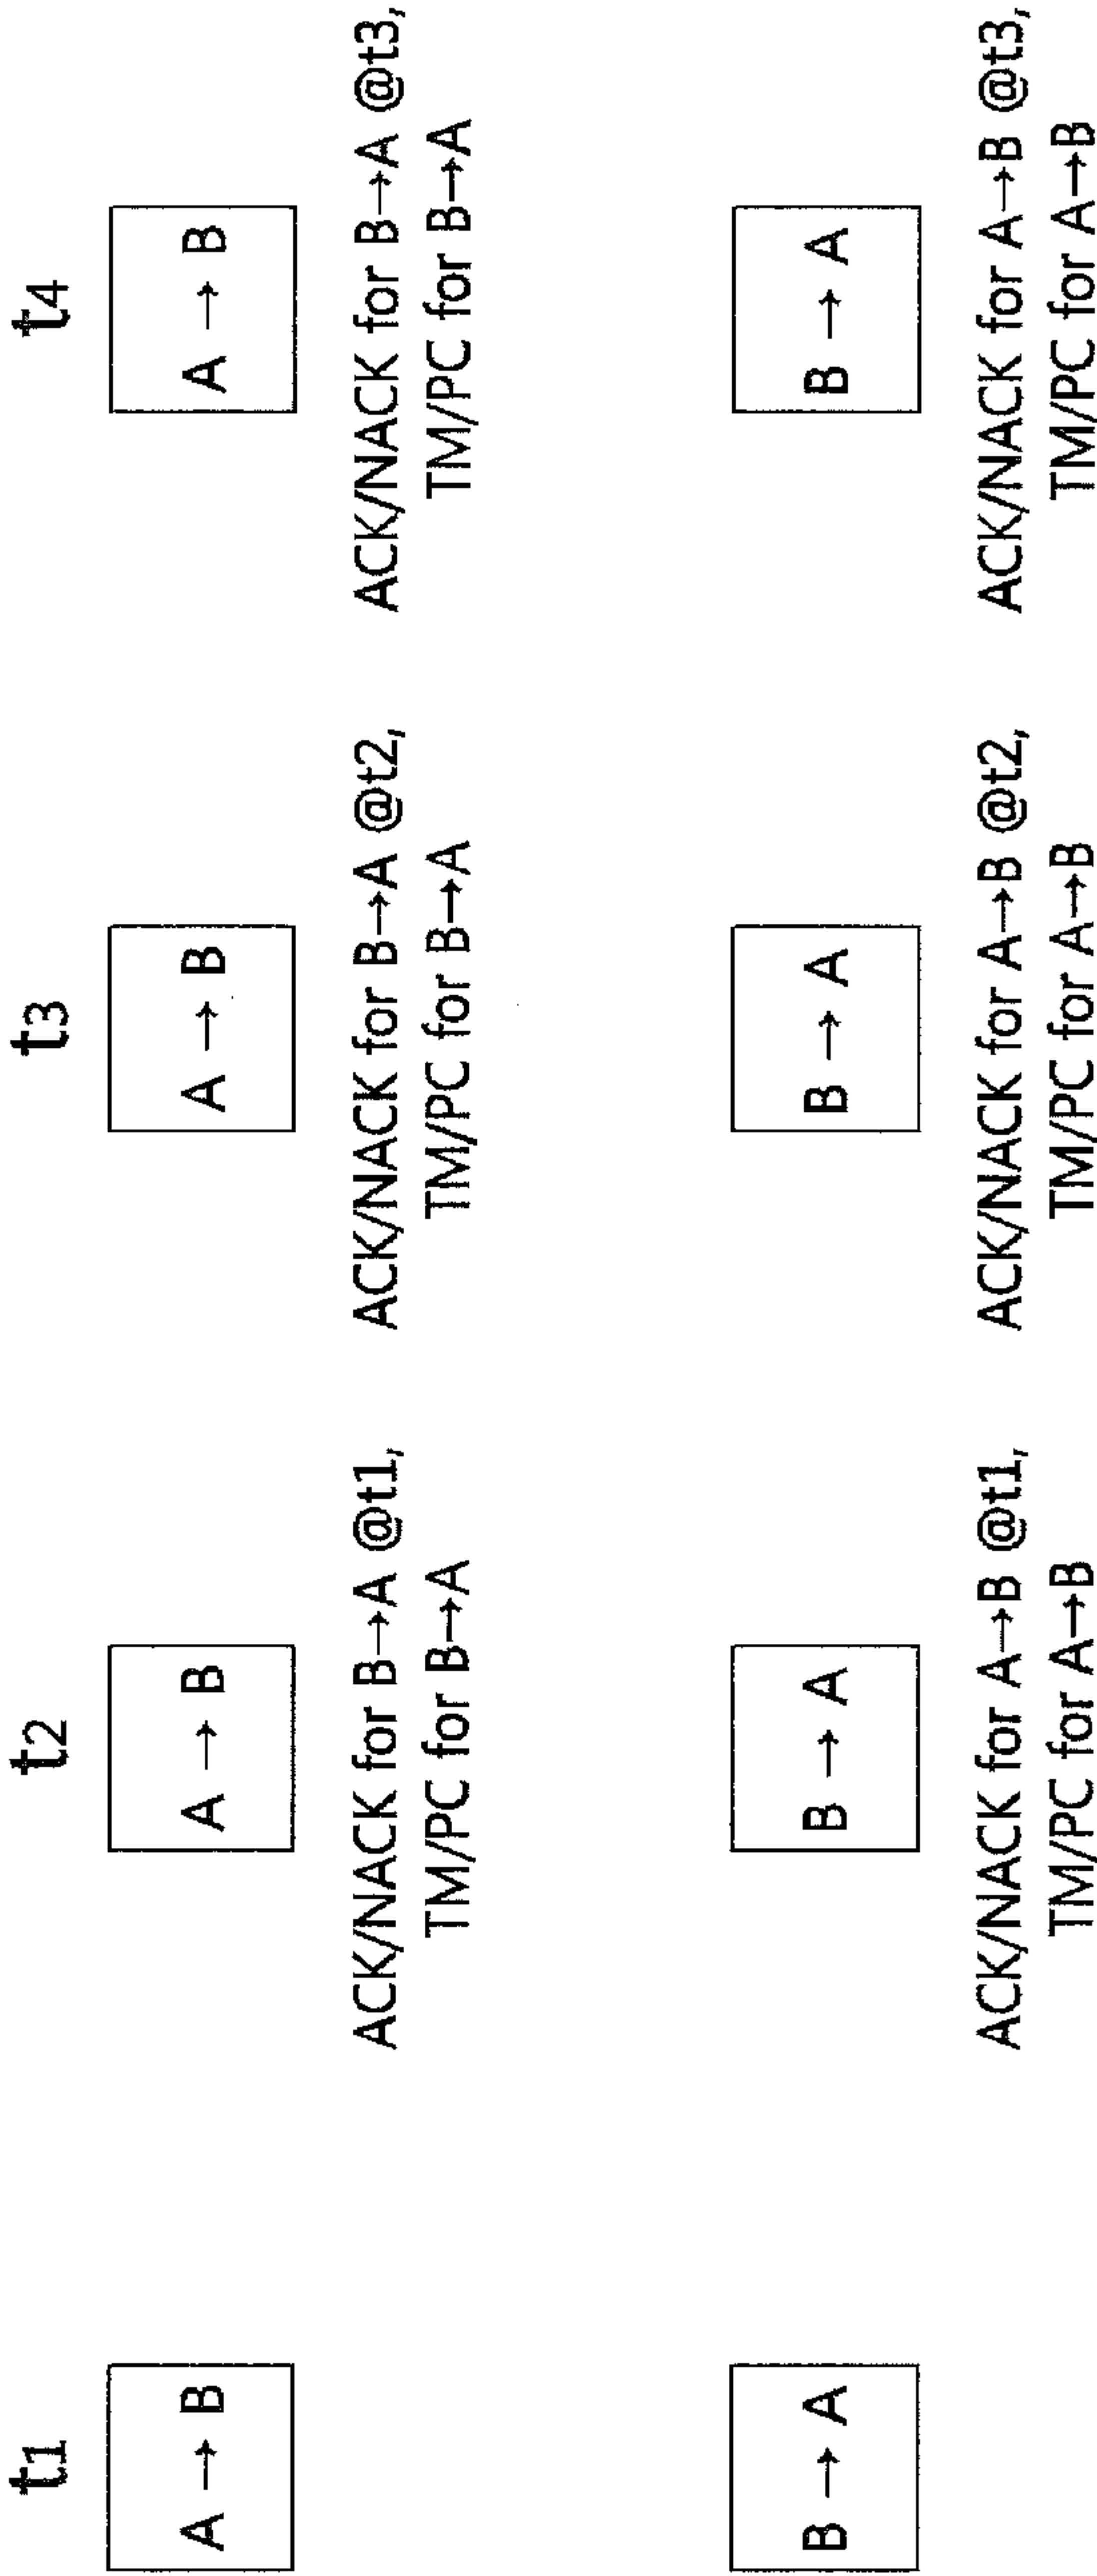 t1
t2
t3
t4
A → B
A → B
A → B
A → B
ACK/NACK for B→A @t1,
TM/PC for B→A
ACK/NACK for B→A @t2,
TM/PC for B→A
ACK/NACK for B→A @t3,
TM/PC for B→A
B → A
B → A
B → A
B → A
ACK/NACK for A→B @t1,
TM/PC for A→B
ACK/NACK for A→B @t2,
TM/PC for A→B
ACK/NACK for A→B @t3,
TM/PC for A→B